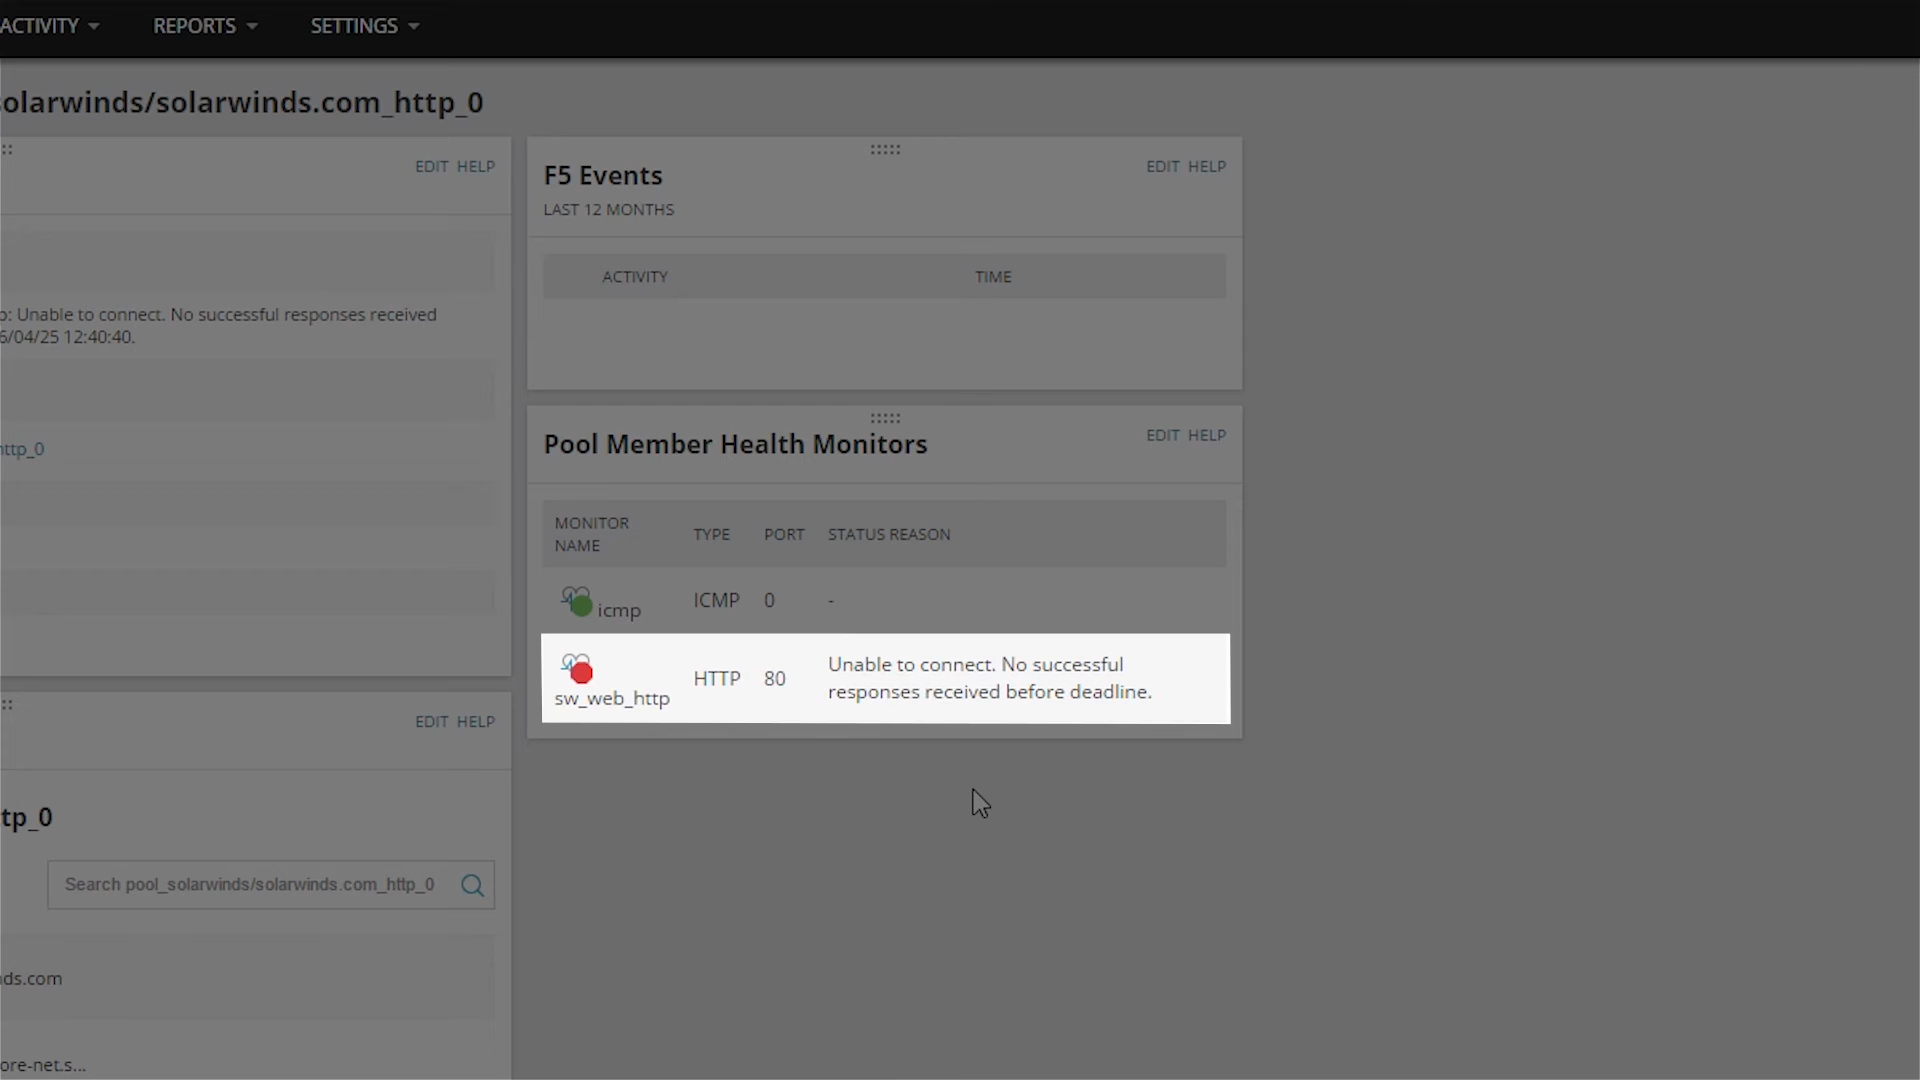 ACTIVITY
REPORTS
SETTINGS
olarwinds/solarwinds.com_http_0
EDIT HELP
: Unable to connect. No successful responses received
6/04/25 12:40:40.
http_0
EDIT HELP
tp_0
Search pool_solarwinds/solarwinds.com_http_0
ds.com
ore-net.s...
F5 Events
EDIT HELP
LAST 12 MONTHS
ACTIVITY TIME
Pool Member Health Monitors
EDIT HELP
MONITOR
NAME
TYPE PORT STATUS REASON
icmp ICMP 0 -
sw_web_http HTTP 80
Unable to connect. No successful
responses received before deadline.